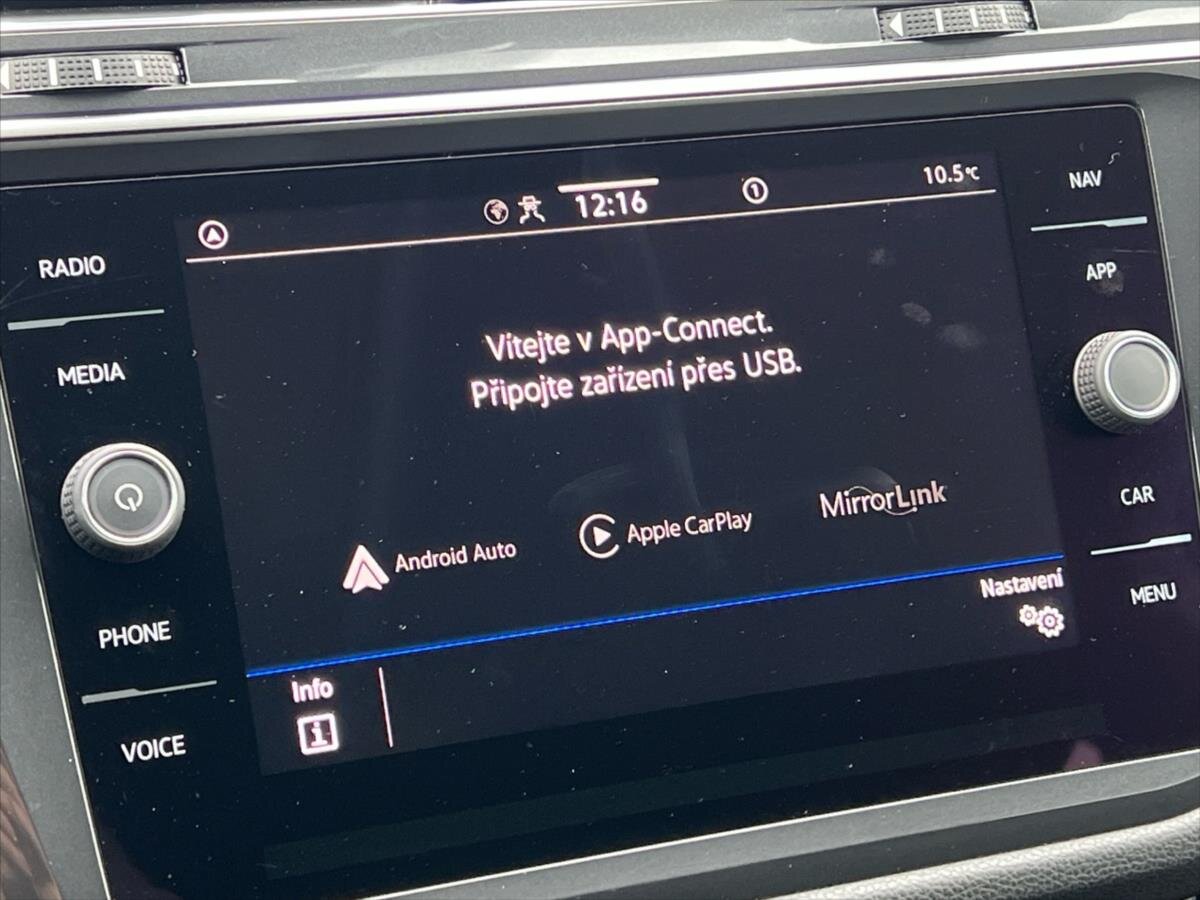 12:16
1
10.5°C
NAV
RADIO
APP
Vítejte v App-Connect.
Připojte zařízení přes USB.
MEDIA
Android Auto
Apple CarPlay
MirrorLink
CAR
Nastavení
MENU
PHONE
Info
VOICE